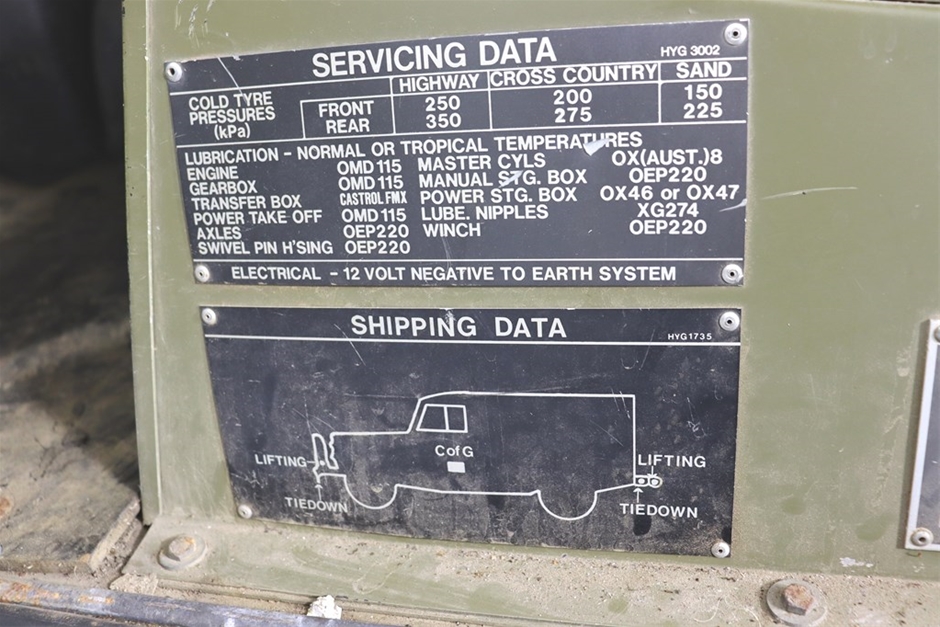 SERVICING DATA HYG 3002
HIGHWAY CROSS COUNTRY SAND
COLD TYRE PRESSURES (kPa)
FRONT 250 200 150
REAR 350 275 225
LUBRICATION - NORMAL OR TROPICAL TEMPERATURES
ENGINE OMD 115 MASTER CYLS OX(AUST.)8
GEARBOX OMD 115 MANUAL STG. BOX OEP220
TRANSFER BOX CASTROL FMX POWER STG. BOX OX46 or OX47
POWER TAKE OFF OMD 115 LUBE. NIPPLES XG274
AXLES OEP220 WINCH OEP220
SWIVEL PIN H'SING OEP220
ELECTRICAL - 12 VOLT NEGATIVE TO EARTH SYSTEM
SHIPPING DATA HYG1735
C of G
LIFTING LIFTING
TIEDOWN TIEDOWN